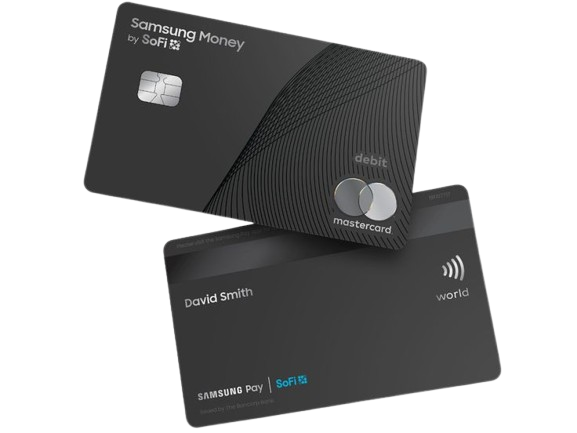 Samsung Money
by SoFi
debit
mastercard
David Smith
world
SAMSUNG Pay | SoFi